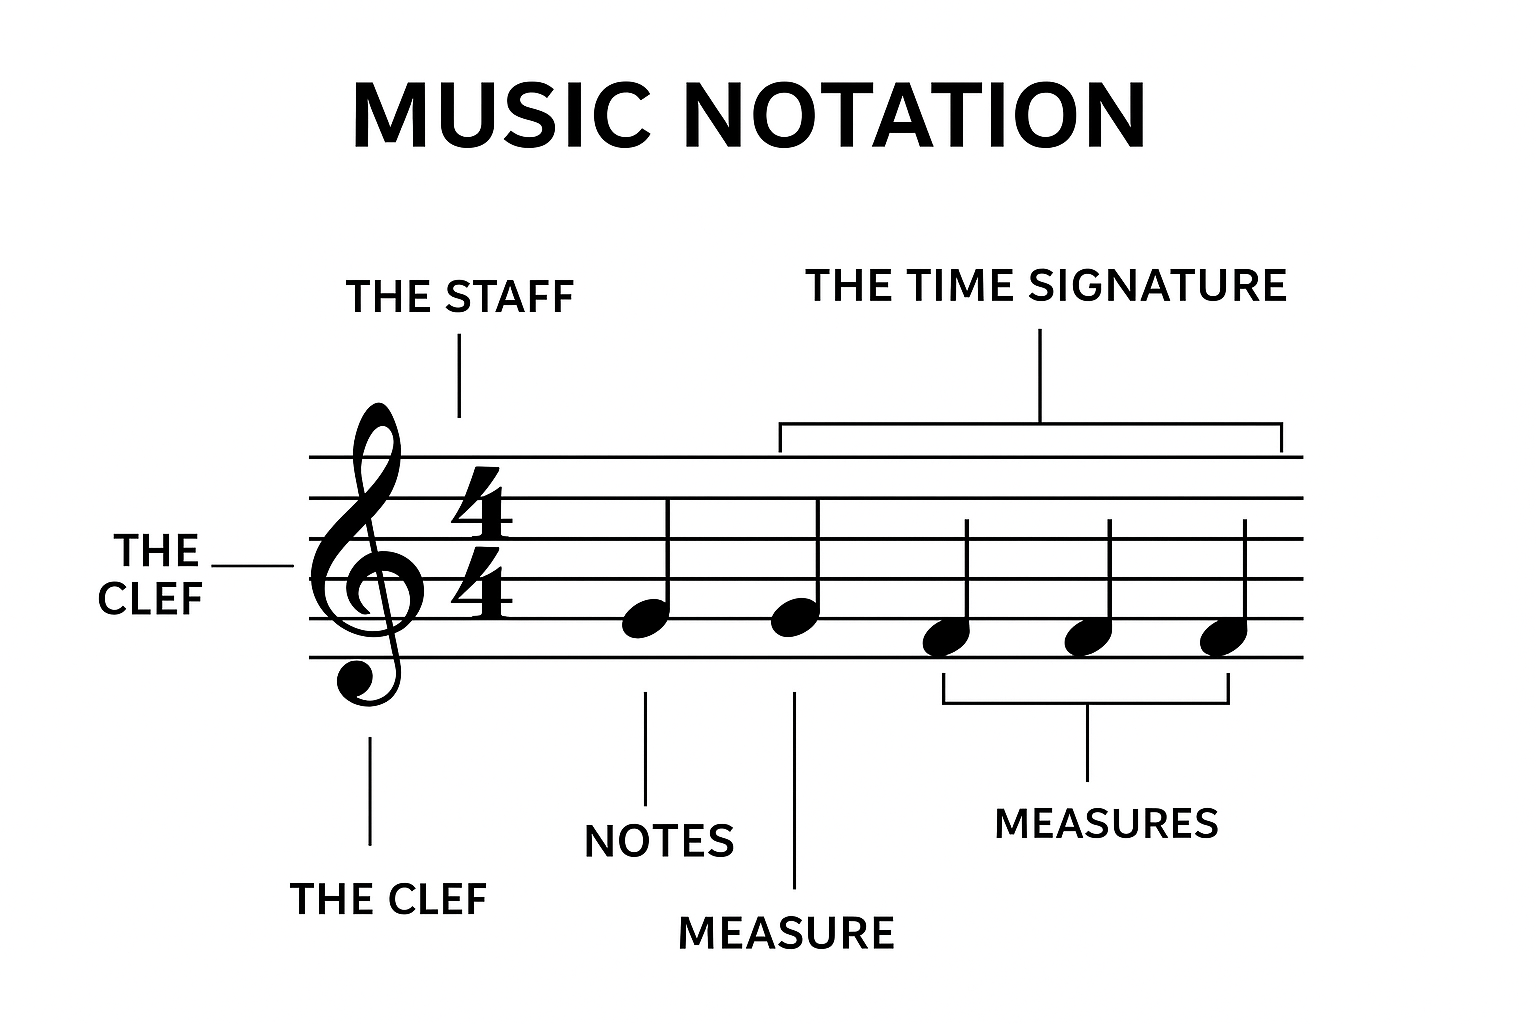 MUSIC NOTATION
THE STAFF
THE TIME SIGNATURE
THE
CLEF
4
4
NOTES
MEASURES
THE CLEF
MEASURE